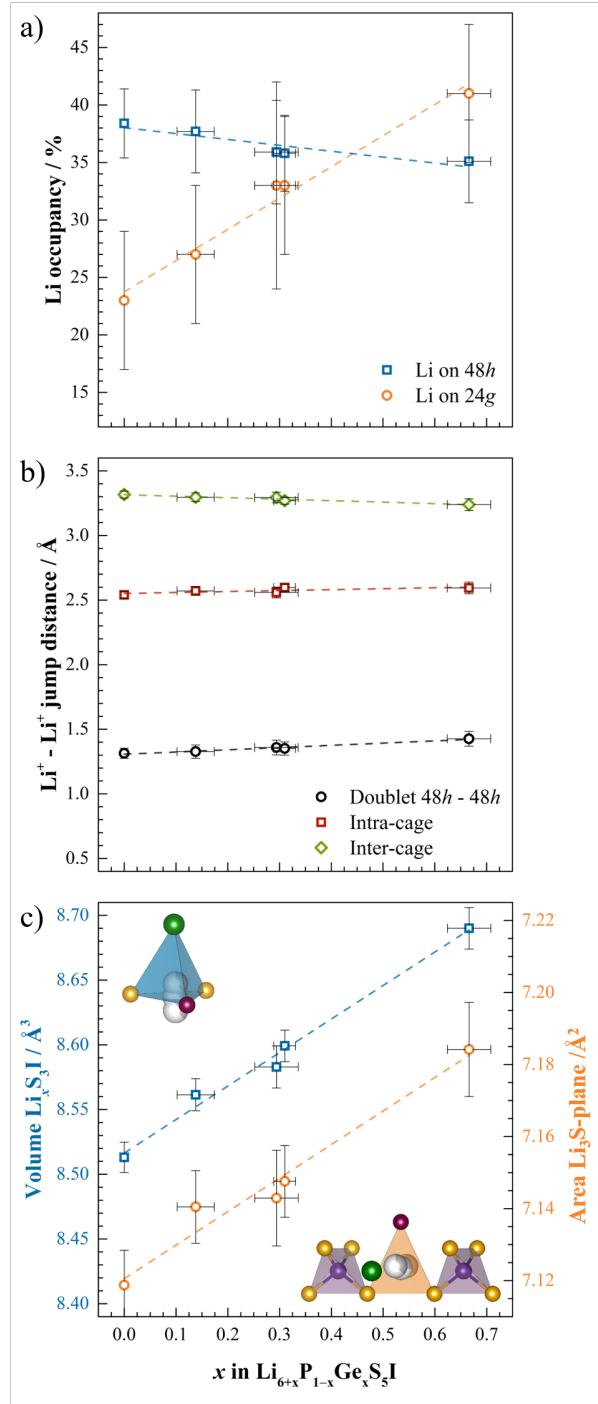 a)
45
40
35
30
25
20
15
Li occupancy / %
Li on 48h
Li on 24g
b)
3.5
3.0
2.5
2.0
1.5
1.0
0.5
Li⁺ - Li⁺ jump distance / Å
Doublet 48h - 48h
Intra-cage
Inter-cage
c)
8.70
8.65
8.60
8.55
8.50
8.45
8.40
Volume LiₓS₃I / Å³
7.22
7.20
7.18
7.16
7.14
7.12
Area Li₃S-plane /Å²
0.0 0.1 0.2 0.3 0.4 0.5 0.6 0.7
x in Li₆₊ₓP₁₋ₓGeₓS₅I